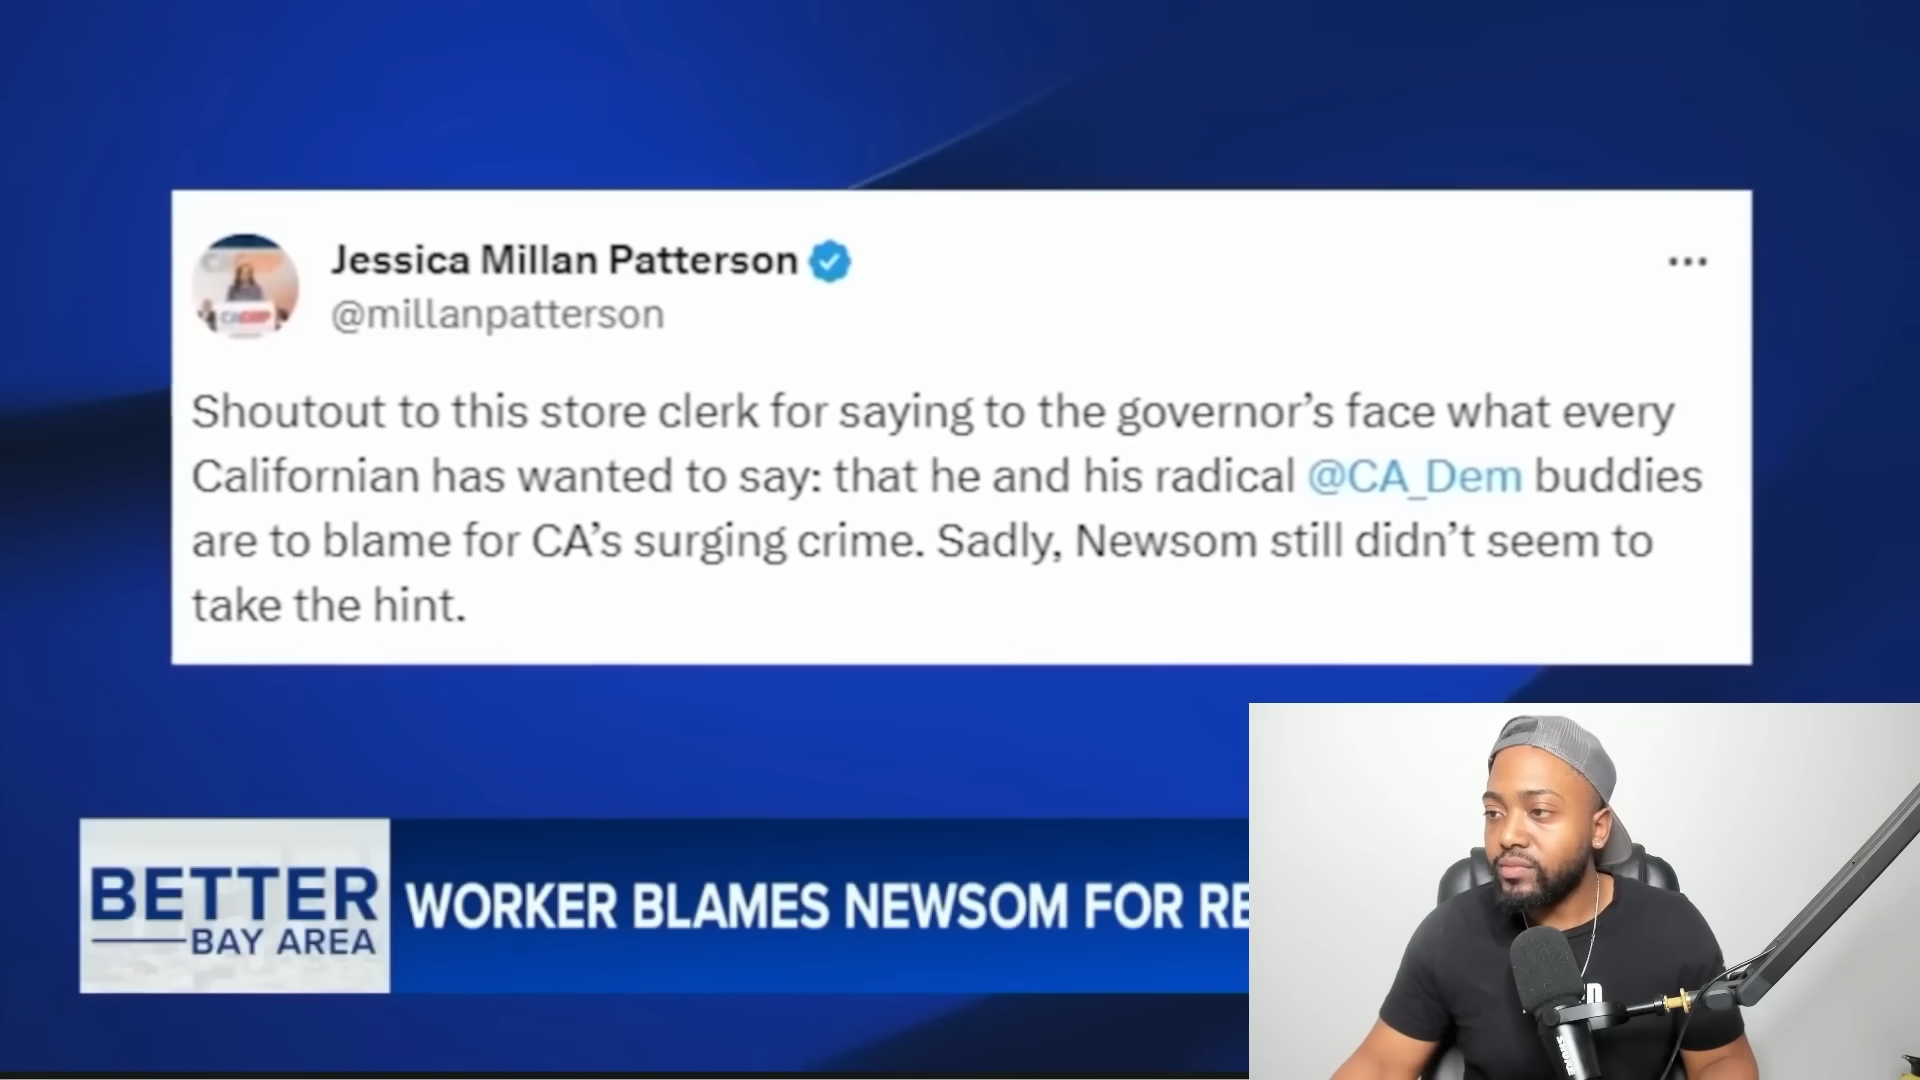 Jessica Millan Patterson
@millanpatterson
Shoutout to this store clerk for saying to the governor’s face what every
Californian has wanted to say: that he and his radical @CA_Dem buddies
are to blame for CA’s surging crime. Sadly, Newsom still didn’t seem to
take the hint.
BETTER
BAY AREA
WORKER BLAMES NEWSOM FOR RE
SHURE